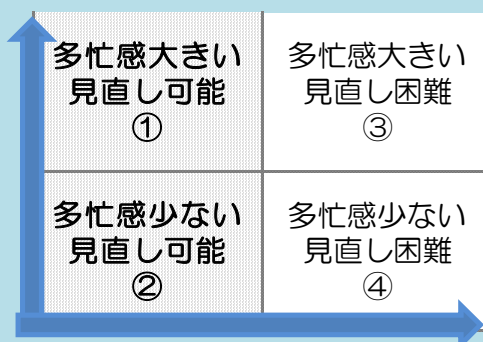 多忙感大きい
見直し可能
①
多忙感大きい
見直し困難
③
多忙感少ない
見直し可能
②
多忙感少ない
見直し困難
④